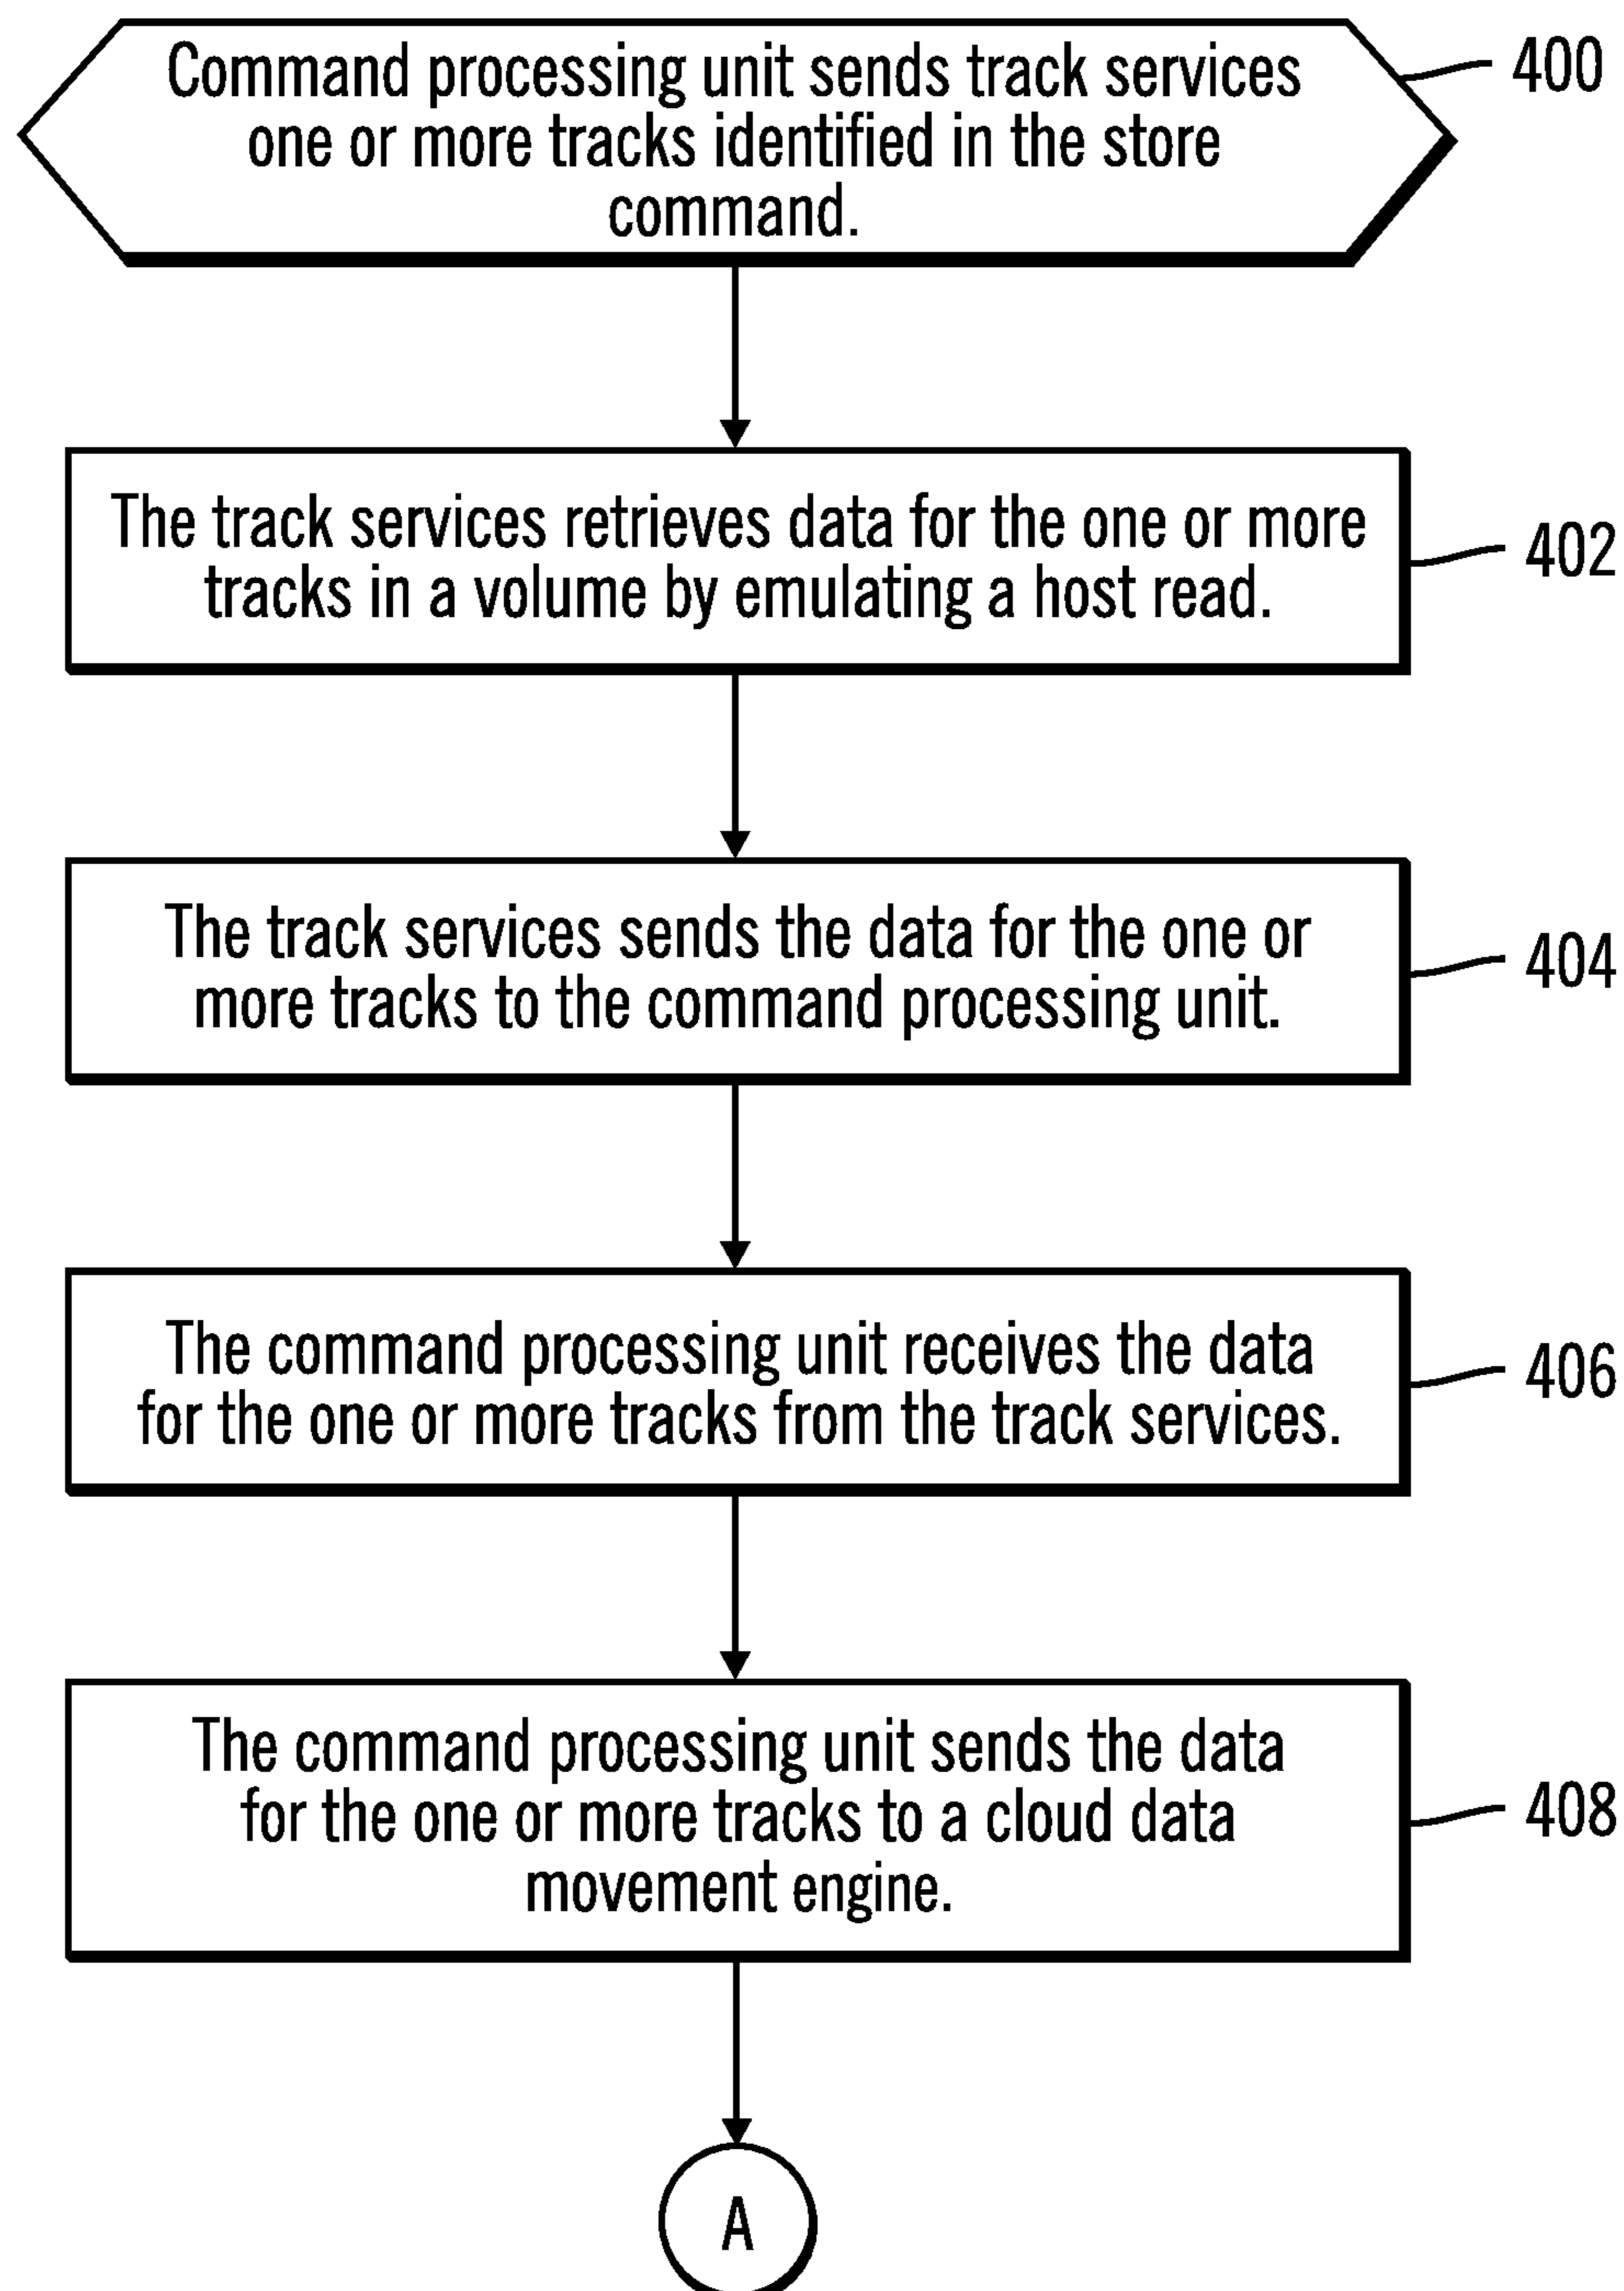 Command processing unit sends track services
one or more tracks identified in the store
command.
400
The track services retrieves data for the one or more
tracks in a volume by emulating a host read.
402
The track services sends the data for the one or
more tracks to the command processing unit.
404
The command processing unit receives the data
for the one or more tracks from the track services.
406
The command processing unit sends the data
for the one or more tracks to a cloud data
movement engine.
408
A